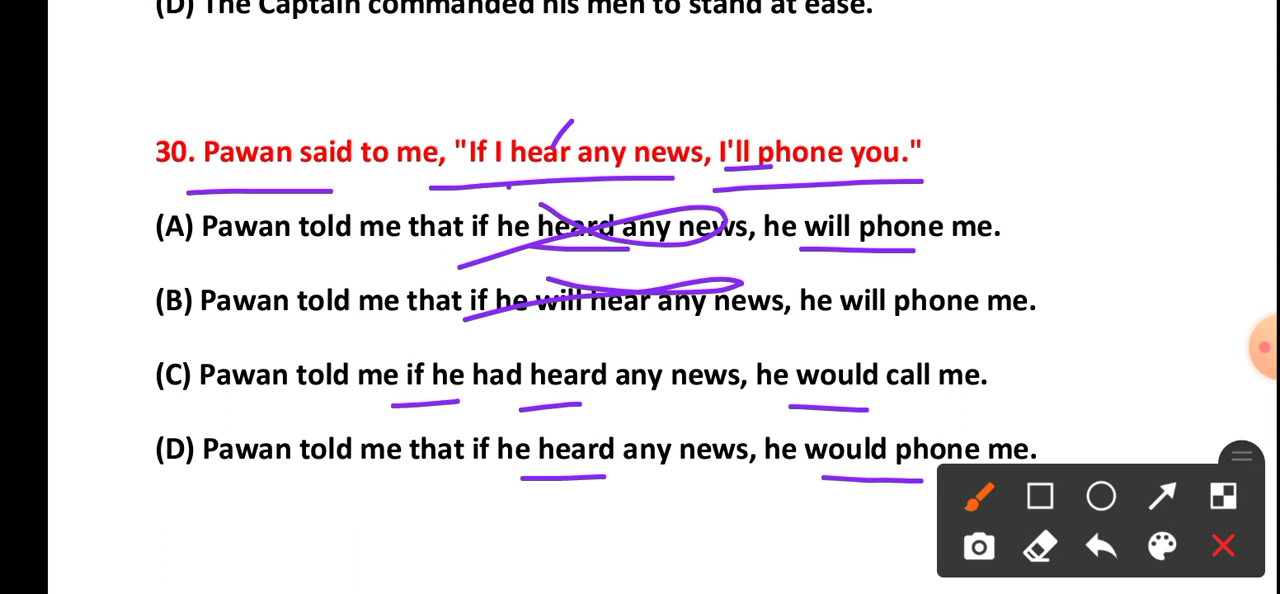 (D) The Captain commanded his men to stand at ease.
30. Pawan said to me, "If I hear any news, I'll phone you."
(A) Pawan told me that if he heard any news, he will phone me.
(B) Pawan told me that if he will hear any news, he will phone me.
(C) Pawan told me if he had heard any news, he would call me.
(D) Pawan told me that if he heard any news, he would phone me.